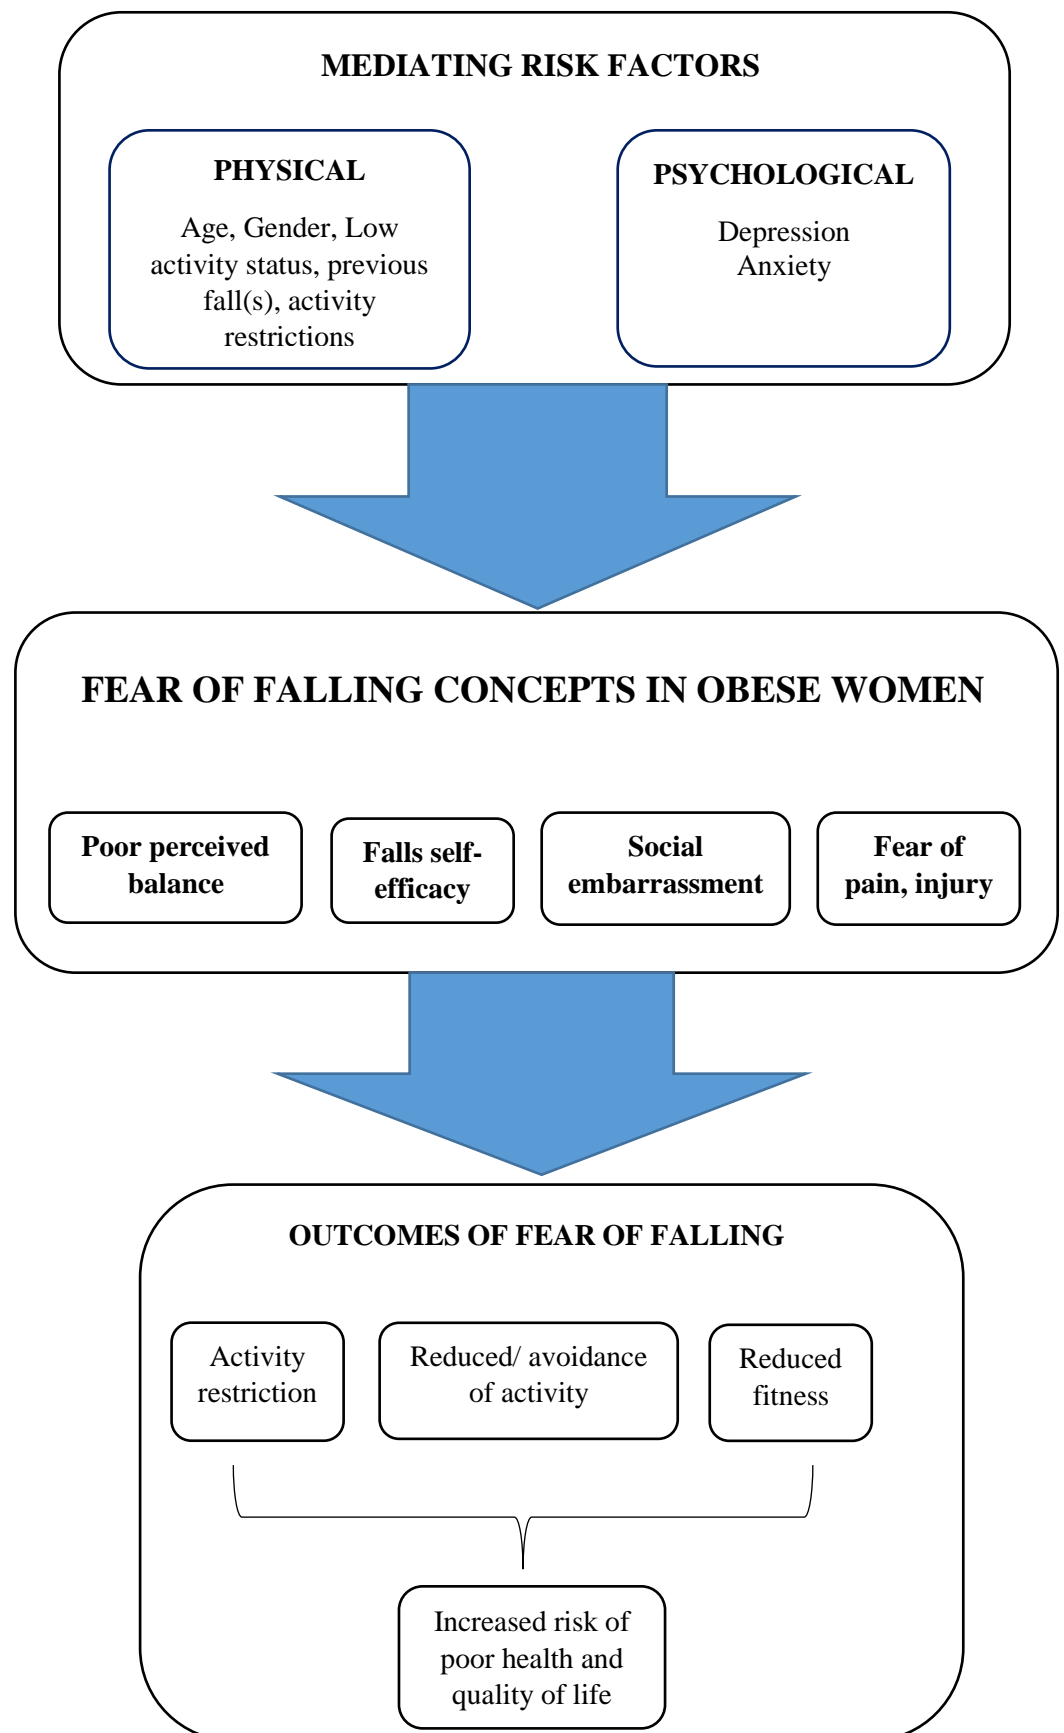 MEDIATING RISK FACTORS
PHYSICAL
Age, Gender, Low
activity status, previous
fall(s), activity
restrictions
PSYCHOLOGICAL
Depression
Anxiety
FEAR OF FALLING CONCEPTS IN OBESE WOMEN
Poor perceived
balance
Falls self-
efficacy
Social
embarrassment
Fear of
pain, injury
OUTCOMES OF FEAR OF FALLING
Activity
restriction
Reduced/ avoidance
of activity
Reduced
fitness
Increased risk of
poor health and
quality of life